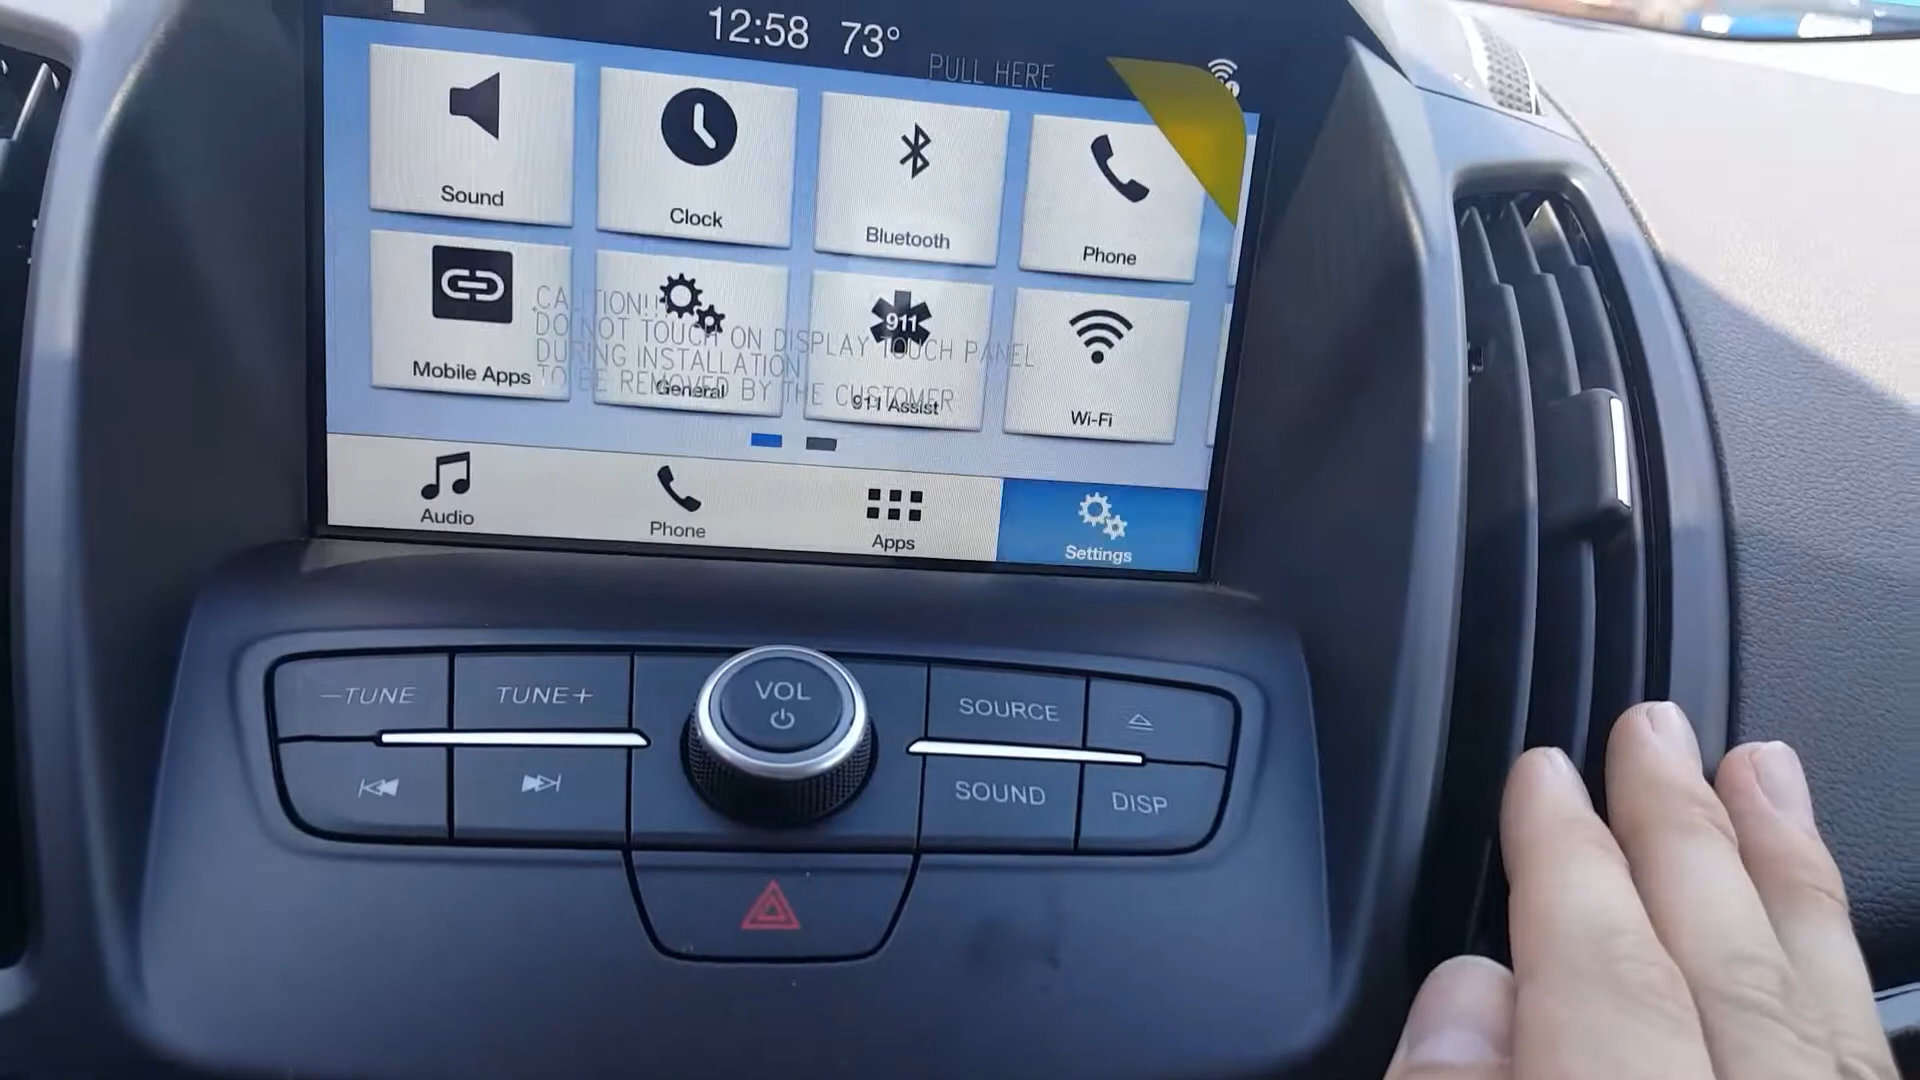 12:58 73°
PULL HERE
Sound
Clock
Bluetooth
Phone
Mobile Apps
General
911
911 Assist
Wi-Fi
CAUTION!!
DO NOT TOUCH ON DISPLAY TOUCH PANEL
DURING INSTALLATION
TO BE REMOVED BY THE CUSTOMER
Audio
Phone
Apps
Settings
-TUNE
TUNE+
VOL
SOURCE
SOUND
DISP